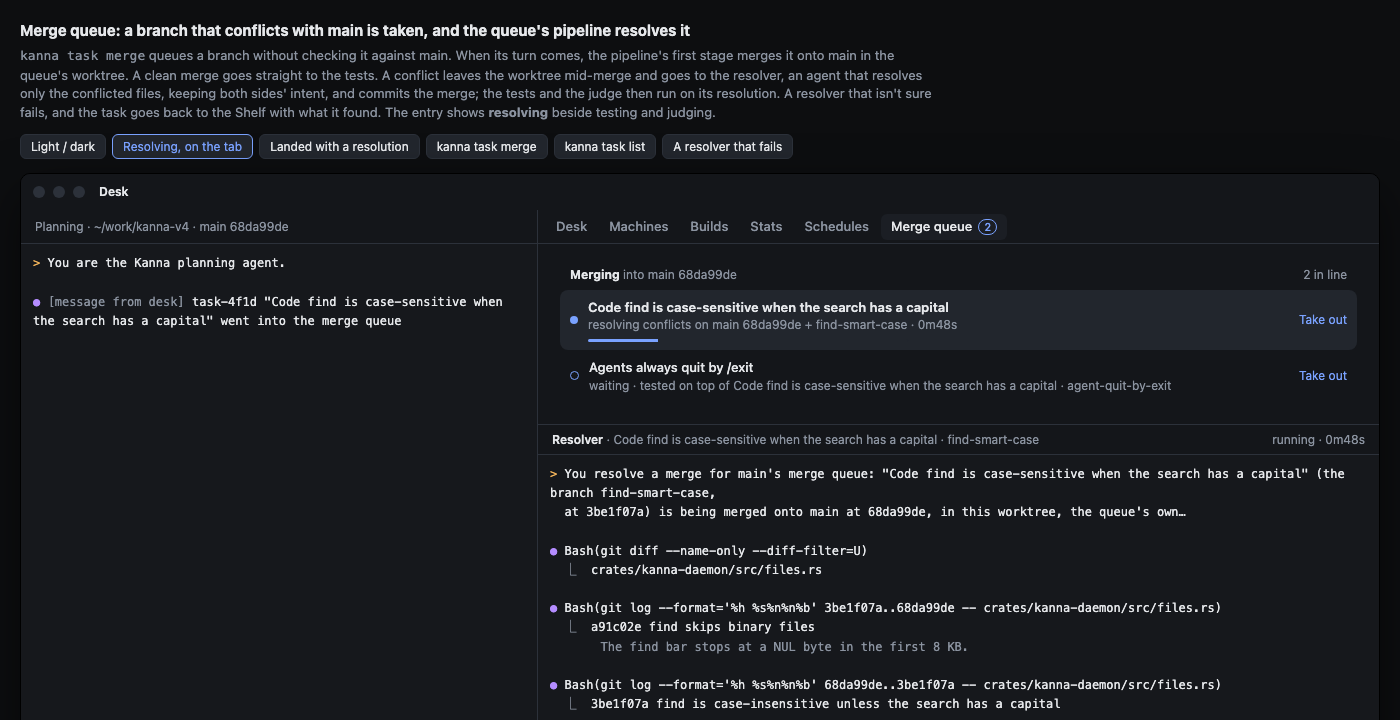 Merge queue: a branch that conflicts with main is taken, and the queue's pipeline resolves it
kanna task merge queues a branch without checking it against main. When its turn comes, the pipeline's first stage merges it onto main in the
queue's worktree. A clean merge goes straight to the tests. A conflict leaves the worktree mid-merge and goes to the resolver, an agent that resolves
only the conflicted files, keeping both sides' intent, and commits the merge; the tests and the judge then run on its resolution. A resolver that isn't sure
fails, and the task goes back to the Shelf with what it found. The entry shows resolving beside testing and judging.
Light / dark
Resolving, on the tab
Landed with a resolution
kanna task merge
kanna task list
A resolver that fails
Desk
Planning · ~/work/kanna-v4 · main 68da99de
> You are the Kanna planning agent.
● [message from desk] task-4f1d "Code find is case-sensitive when
the search has a capital" went into the merge queue
Desk
Machines
Builds
Stats
Schedules
Merge queue 2
Merging into main 68da99de
2 in line
Code find is case-sensitive when the search has a capital
resolving conflicts on main 68da99de + find-smart-case · 0m48s
Take out
Agents always quit by /exit
waiting · tested on top of Code find is case-sensitive when the search has a capital · agent-quit-by-exit
Take out
Resolver · Code find is case-sensitive when the search has a capital · find-smart-case
running · 0m48s
> You resolve a merge for main's merge queue: "Code find is case-sensitive when the search has a capital" (the
branch find-smart-case,
at 3be1f07a) is being merged onto main at 68da99de, in this worktree, the queue's own…
● Bash(git diff --name-only --diff-filter=U)
⎿ crates/kanna-daemon/src/files.rs
● Bash(git log --format='%h %s%n%n%b' 3be1f07a..68da99de -- crates/kanna-daemon/src/files.rs)
⎿ a91c02e find skips binary files
The find bar stops at a NUL byte in the first 8 KB.
● Bash(git log --format='%h %s%n%n%b' 68da99de..3be1f07a -- crates/kanna-daemon/src/files.rs)
⎿ 3be1f07a find is case-insensitive unless the search has a capital